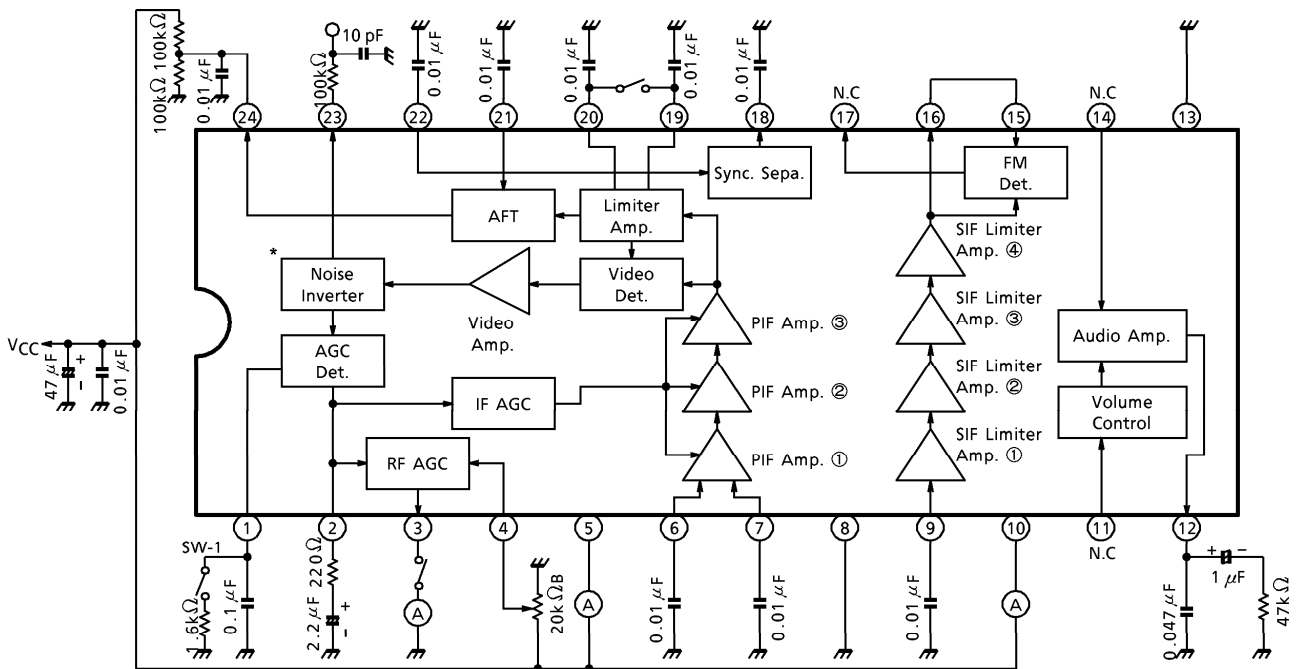 100kΩ 100kΩ
0.01 μF
100kΩ
10 pF
0.01 μF
0.01 μF
0.01 μF
0.01 μF
0.01 μF
N.C
N.C
24
23
22
21
20
19
18
17
16
15
14
13
Sync. Sepa.
FM
Det.
AFT
Limiter
Amp.
SIF Limiter
Amp. ④
*
Noise
Inverter
Video
Det.
Video
Amp.
PIF Amp. ③
SIF Limiter
Amp. ③
Audio Amp.
VCC
47 μF
+
-
0.01 μF
AGC
Det.
IF AGC
PIF Amp. ②
SIF Limiter
Amp. ②
Volume
Control
RF AGC
PIF Amp. ①
SIF Limiter
Amp. ①
1
2
3
4
5
6
7
8
9
10
11
12
N.C
SW-1
1.6kΩ
0.1 μF
220Ω
2.2 μF
+
-
A
20kΩB
A
0.01 μF
0.01 μF
0.01 μF
A
+ -
1 μF
0.047 μF
47kΩ